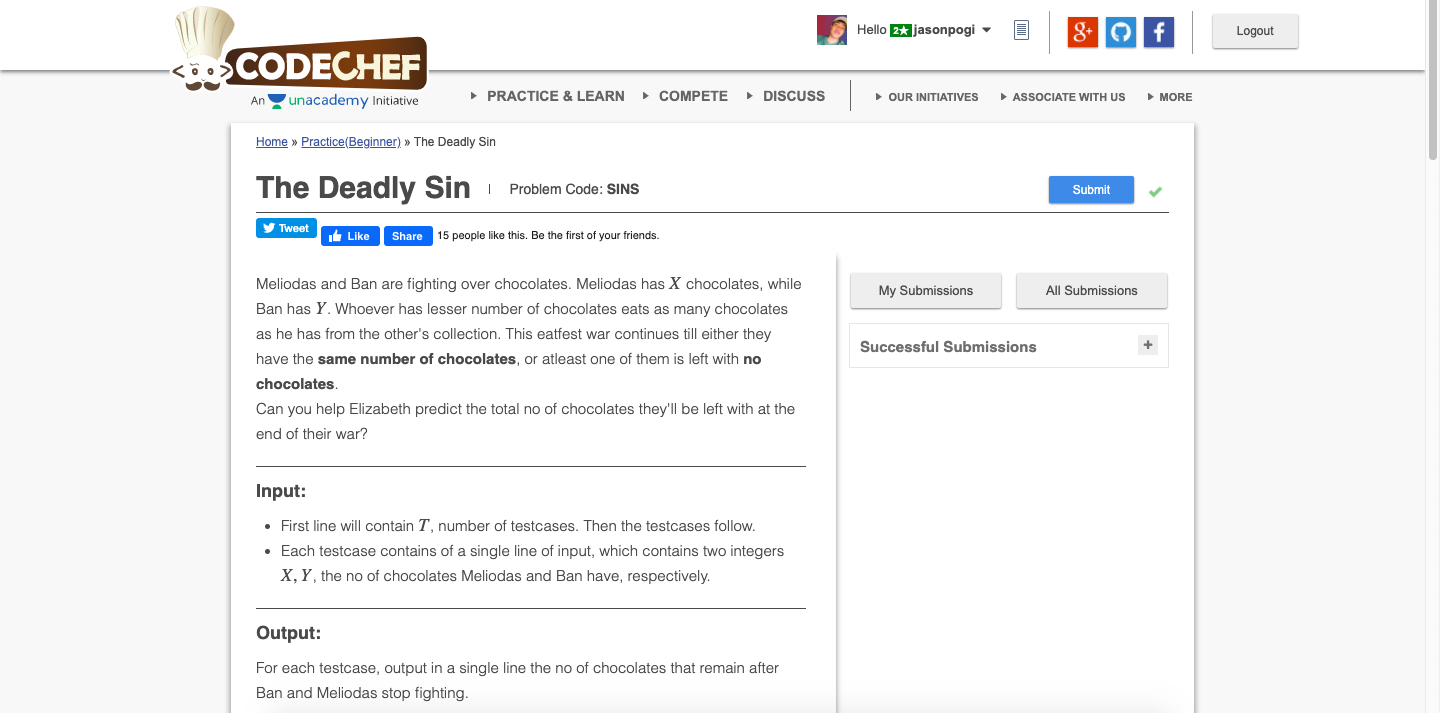 Hello 2★ jasonpogi
Logout
CODECHEF
An unacademy Initiative
PRACTICE & LEARN COMPETE DISCUSS OUR INITIATIVES ASSOCIATE WITH US MORE
Home » Practice(Beginner) » The Deadly Sin
The Deadly Sin Problem Code: SINS Submit
Tweet Like Share 15 people like this. Be the first of your friends.
Meliodas and Ban are fighting over chocolates. Meliodas has X chocolates, while
Ban has Y. Whoever has lesser number of chocolates eats as many chocolates
as he has from the other's collection. This eatfest war continues till either they
have the same number of chocolates, or atleast one of them is left with no
chocolates.
Can you help Elizabeth predict the total no of chocolates they'll be left with at the
end of their war?
Input:
• First line will contain T, number of testcases. Then the testcases follow.
• Each testcase contains of a single line of input, which contains two integers
X, Y, the no of chocolates Meliodas and Ban have, respectively.
Output:
For each testcase, output in a single line the no of chocolates that remain after
Ban and Meliodas stop fighting.
My Submissions All Submissions
Successful Submissions +